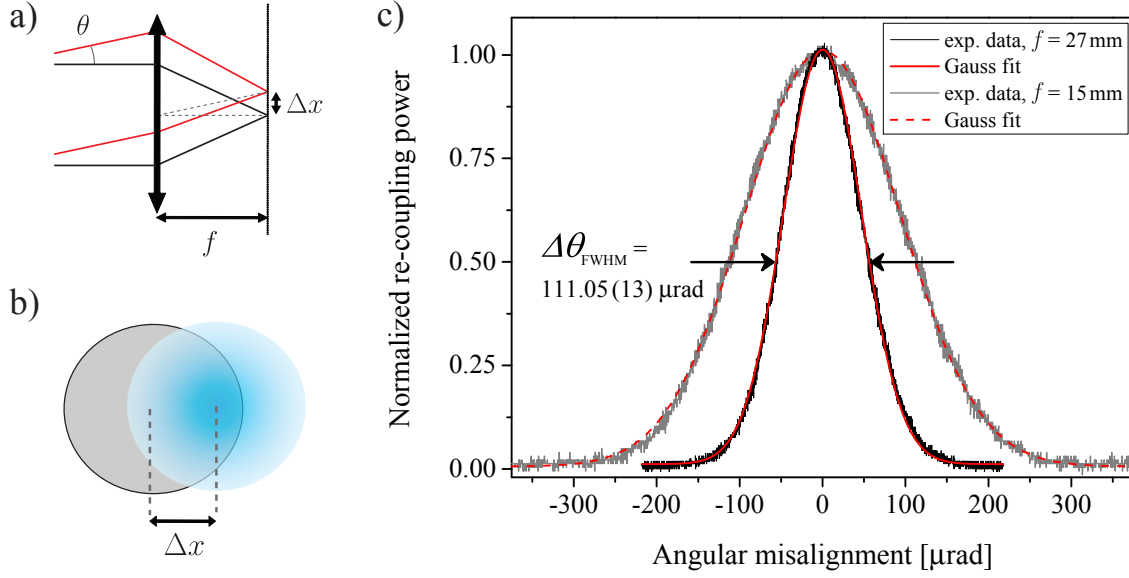 a)
θ
Δx
f
b)
Δx
c)
exp. data, f = 27 mm
Gauss fit
exp. data, f = 15 mm
Gauss fit
Normalized re-coupling power
1.00
0.75
0.50
0.25
0.00
ΔθFWHM =
111.05 (13) µrad
-300 -200 -100 0 100 200 300
Angular misalignment [µrad]